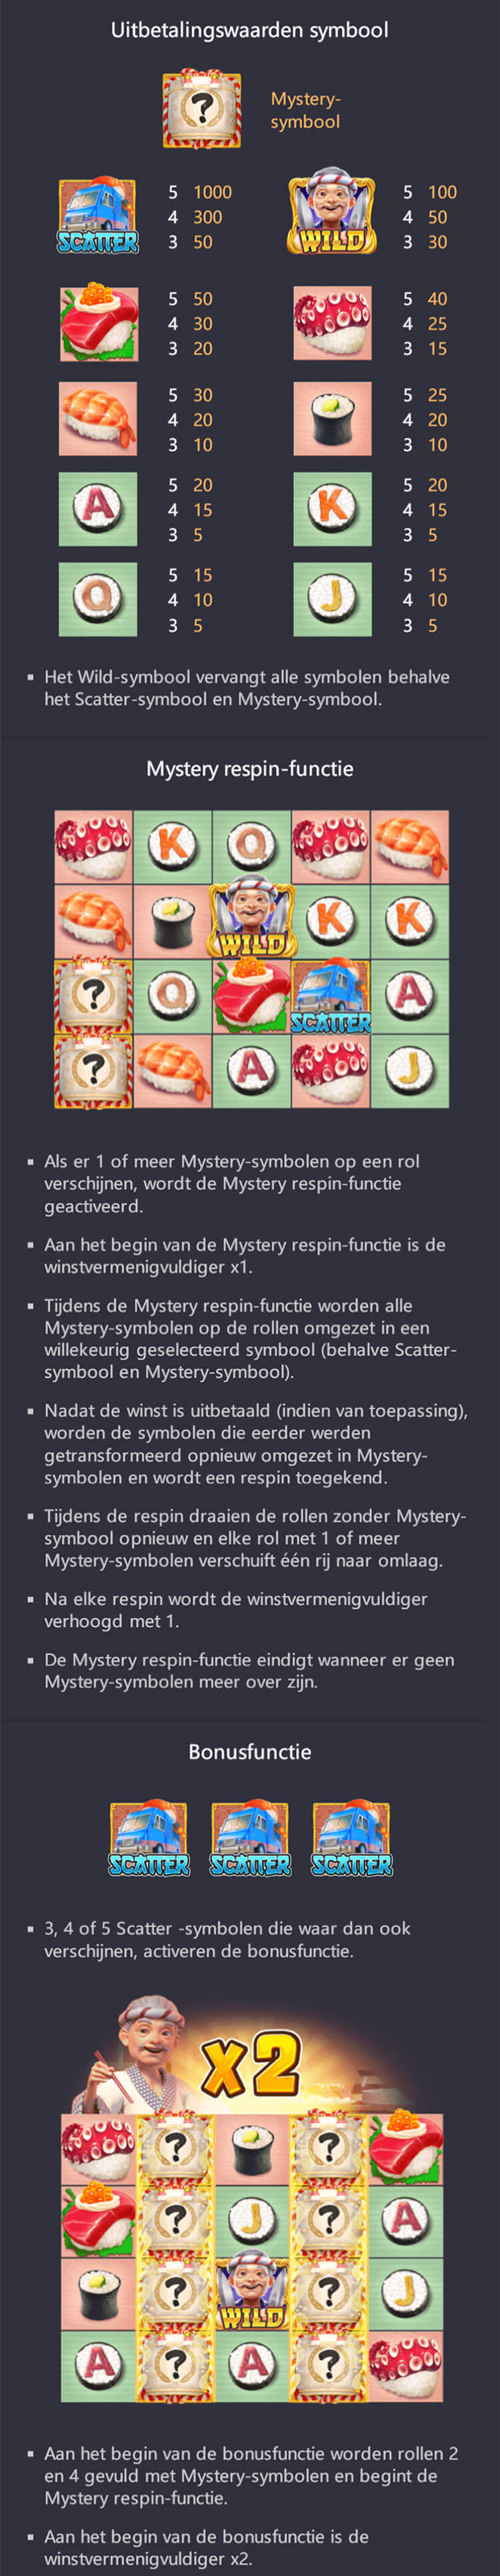 Uitbetalingswaarden symbool
?
Mystery-
symbool
SCATTER
5 1000
4 300
3 50
WILD
5 100
4 50
3 30
5 50
4 30
3 20
5 40
4 25
3 15
5 30
4 20
3 10
5 25
4 20
3 10
A
5 20
4 15
3 5
K
5 20
4 15
3 5
Q
5 15
4 10
3 5
J
5 15
4 10
3 5
▪ Het Wild-symbool vervangt alle symbolen behalve
het Scatter-symbool en Mystery-symbool.
Mystery respin-functie
K Q
WILD K K
? Q SCATTER A
? A J
▪ Als er 1 of meer Mystery-symbolen op een rol
verschijnen, wordt de Mystery respin-functie
geactiveerd.
▪ Aan het begin van de Mystery respin-functie is de
winstvermenigvuldiger x1.
▪ Tijdens de Mystery respin-functie worden alle
Mystery-symbolen op de rollen omgezet in een
willekeurig geselecteerd symbool (behalve Scatter-
symbool en Mystery-symbool).
▪ Nadat de winst is uitbetaald (indien van toepassing),
worden de symbolen die eerder werden
getransformeerd opnieuw omgezet in Mystery-
symbolen en wordt een respin toegekend.
▪ Tijdens de respin draaien de rollen zonder Mystery-
symbool opnieuw en elke rol met 1 of meer
Mystery-symbolen verschuift één rij naar omlaag.
▪ Na elke respin wordt de winstvermenigvuldiger
verhoogd met 1.
▪ De Mystery respin-functie eindigt wanneer er geen
Mystery-symbolen meer over zijn.
Bonusfunctie
SCATTER SCATTER SCATTER
▪ 3, 4 of 5 Scatter -symbolen die waar dan ook
verschijnen, activeren de bonusfunctie.
x2
? ?
? J ? A
? WILD ? J
A ? A ?
▪ Aan het begin van de bonusfunctie worden rollen 2
en 4 gevuld met Mystery-symbolen en begint de
Mystery respin-functie.
▪ Aan het begin van de bonusfunctie is de
winstvermenigvuldiger x2.